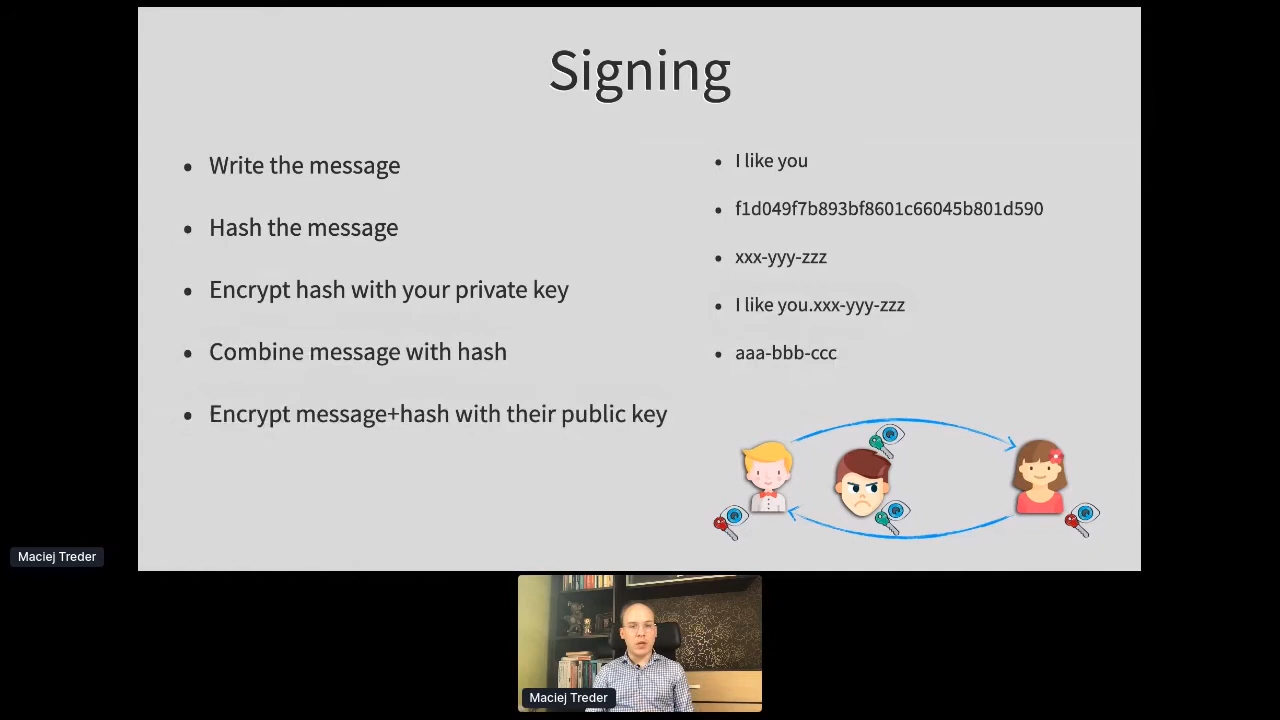 Signing
Write the message
Hash the message
Encrypt hash with your private key
Combine message with hash
Encrypt message+hash with their public key
I like you
f1d049f7b893bf8601c66045b801d590
xxx-yyy-zzz
I like you.xxx-yyy-zzz
aaa-bbb-ccc
Maciej Treder
Maciej Treder